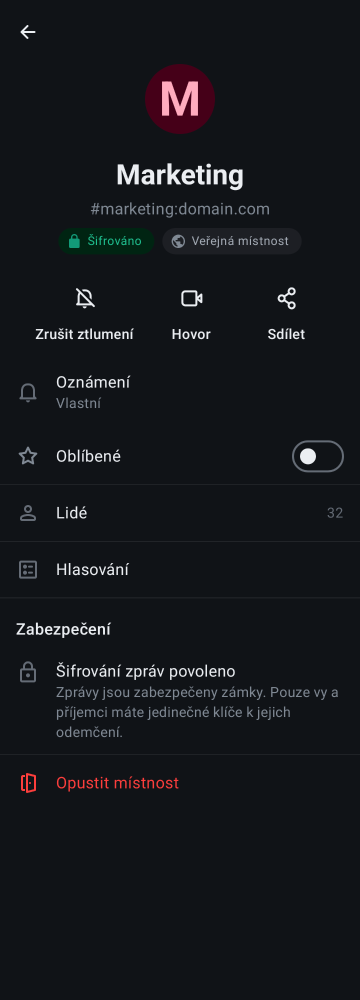 M
Marketing
#marketing:domain.com
Šifrováno
Veřejná místnost
Zrušit ztlumení
Hovor
Sdílet
Oznámení
Vlastní
Oblíbené
Lidé
32
Hlasování
Zabezpečení
Šifrování zpráv povoleno
Zprávy jsou zabezpečeny zámky. Pouze vy a
příjemci máte jedinečné klíče k jejich
odemčení.
Opustit místnost